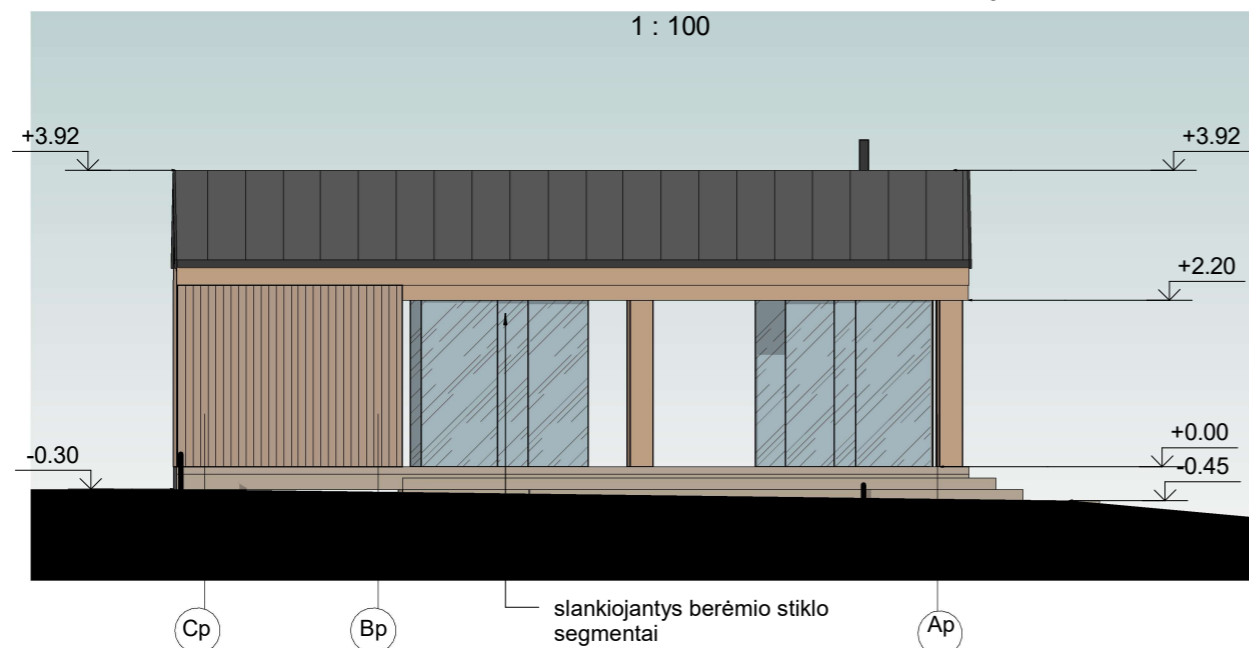 1 : 100
+3.92
+3.92
+2.20
+0.00
-0.30
-0.45
slankiojantys berėmio stiklo
segmentai
Cp
Bp
Ap